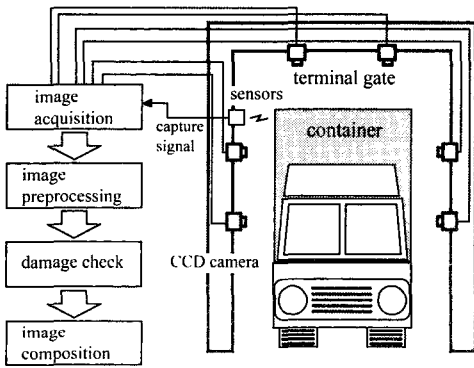 terminal gate
sensors
image
acquisition
capture
signal
container
image
preprocessing
damage check
CCD camera
image
composition